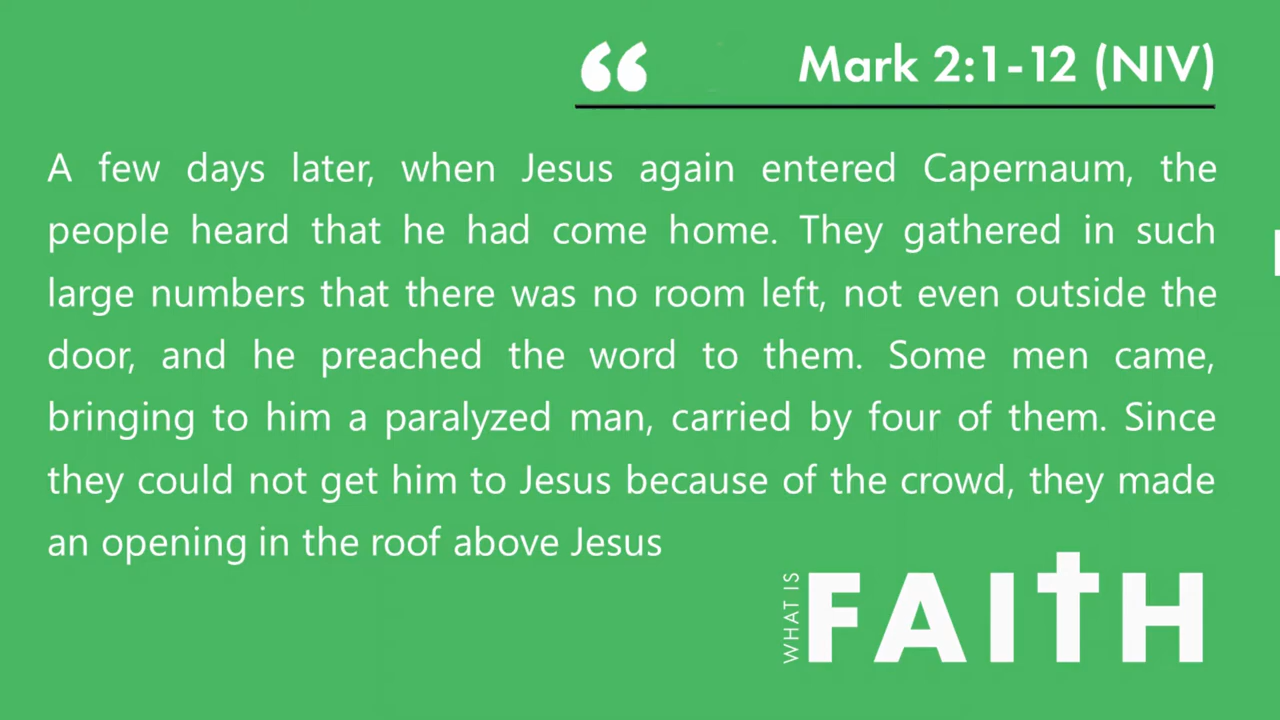 “ Mark 2:1-12 (NIV)
A few days later, when Jesus again entered Capernaum, the
people heard that he had come home. They gathered in such
large numbers that there was no room left, not even outside the
door, and he preached the word to them. Some men came,
bringing to him a paralyzed man, carried by four of them. Since
they could not get him to Jesus because of the crowd, they made
an opening in the roof above Jesus
WHAT IS
FAITH